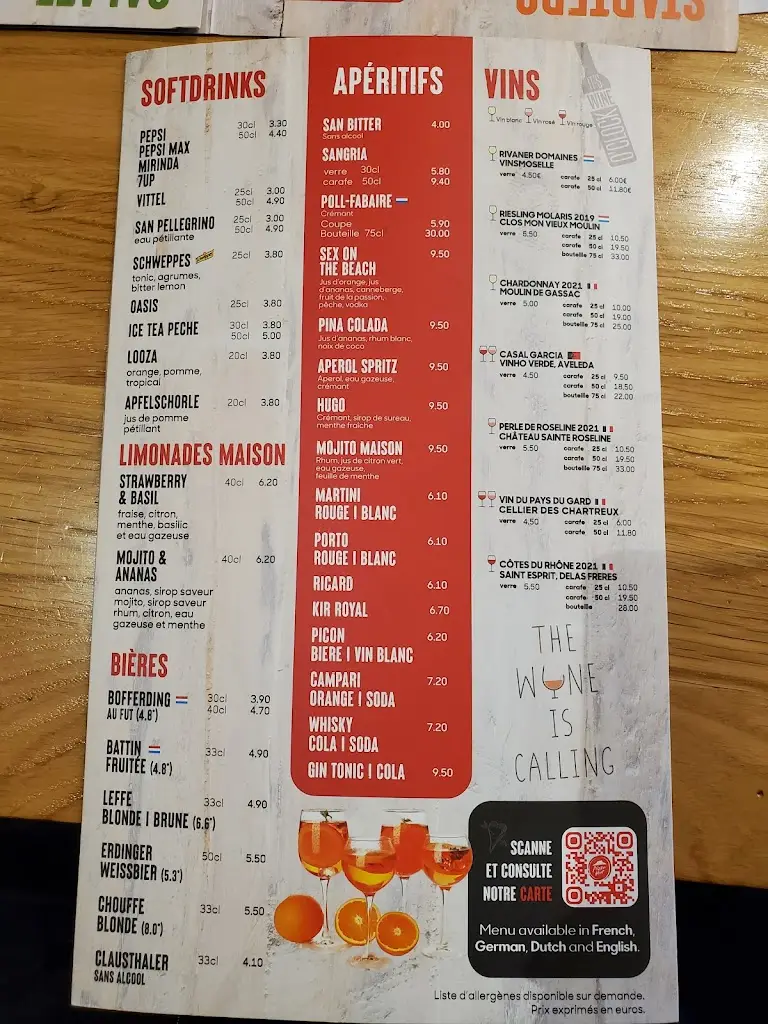 STARTERS
SOFTDRINKS
PEPSI 30cl 3.30
PEPSI MAX 50cl 4.40
MIRINDA
7UP
VITTEL 25cl 3.00
50cl 4.90
SAN PELLEGRINO 25cl 3.00
eau pétillante 50cl 4.90
SCHWEPPES 25cl 3.80
tonic, agrumes,
bitter lemon
OASIS 25cl 3.80
ICE TEA PECHE 30cl 3.80
50cl 5.00
LOOZA 20cl 3.80
orange, pomme,
tropical
APFELSCHORLE 20cl 3.80
jus de pomme
pétillant
LIMONADES MAISON
STRAWBERRY 40cl 6.20
& BASIL
fraise, citron,
menthe, basilic
et eau gazeuse
MOJITO & 40cl 6.20
ANANAS
ananas, sirop saveur
mojito, sirop saveur
rhum, citron, eau
gazeuse et menthe
BIÈRES
BOFFERDING 30cl 3.90
AU FUT (4.8°) 40cl 4.70
BATTIN 33cl 4.90
FRUITÉE (4.8°)
LEFFE 33cl 4.90
BLONDE | BRUNE (6.6°)
ERDINGER 50cl 5.50
WEISSBIER (5.3°)
CHOUFFE 33cl 5.50
BLONDE (8.0°)
CLAUSTHALER 33cl 4.10
SANS ALCOOL
APÉRITIFS
SAN BITTER 4.00
Sans alcool
SANGRIA
verre 30cl 5.80
carafe 50cl 9.40
POLL-FABAIRE
Crémant
Coupe 5.90
Bouteille 75cl 30.00
SEX ON 9.50
THE BEACH
Jus d'orange, jus
d'ananas, canneberge,
fruit de la passion,
pêche, vodka
PINA COLADA 9.50
Jus d'ananas, rhum blanc,
noix de coco
APEROL SPRITZ 9.50
Aperol, eau gazeuse,
crémant
HUGO 9.50
Crémant, sirop de sureau,
menthe fraiche
MOJITO MAISON 9.50
Rhum, jus de citron vert,
eau gazeuse,
feuille de menthe
MARTINI 6.10
ROUGE | BLANC
PORTO 6.10
ROUGE | BLANC
RICARD 6.10
KIR ROYAL 6.70
PICON 6.20
BIERE | VIN BLANC
CAMPARI 7.20
ORANGE | SODA
WHISKY 7.20
COLA | SODA
GIN TONIC | COLA 9.50
VINS
Vin blanc Vin rosé Vin rouge
WINE
O'CLOCK
RIVANER DOMAINES
VINSMOSELLE
verre 4.50€ carafe 25 cl 6.00€
carafe 50 cl 11.80€
RIESLING MOLARIS 2019
CLOS MON VIEUX MOULIN
verre 5.50 carafe 25 cl 10.50
carafe 50 cl 19.50
bouteille 75 cl 33.00
CHARDONNAY 2021
MOULIN DE GASSAC
verre 5.00 carafe 25 cl 10.00
carafe 50 cl 19.00
bouteille 75 cl 25.00
CASAL GARCIA
VINHO VERDE, AVELEDA
verre 4.50 carafe 25 cl 9.50
carafe 50 cl 18.50
bouteille 75 cl 22.00
PERLE DE ROSELINE 2021
CHÂTEAU SAINTE ROSELINE
verre 5.50 carafe 25 cl 10.50
carafe 50 cl 19.50
bouteille 75 cl 33.00
VIN DU PAYS DU GARD
CELLIER DES CHARTREUX
verre 4.50 carafe 25 cl 6.00
carafe 50 cl 11.80
CÔTES DU RHÔNE 2021
SAINT ESPRIT, DELAS FRERES
verre 5.50 carafe 25 cl 10.50
carafe 50 cl 19.50
bouteille 28.00
THE
WINE
IS
CALLING
SCANNE
ET CONSULTE
NOTRE CARTE
Menu available in French,
German, Dutch and English.
Liste d'allergènes disponible sur demande.
Prix exprimés en euros.